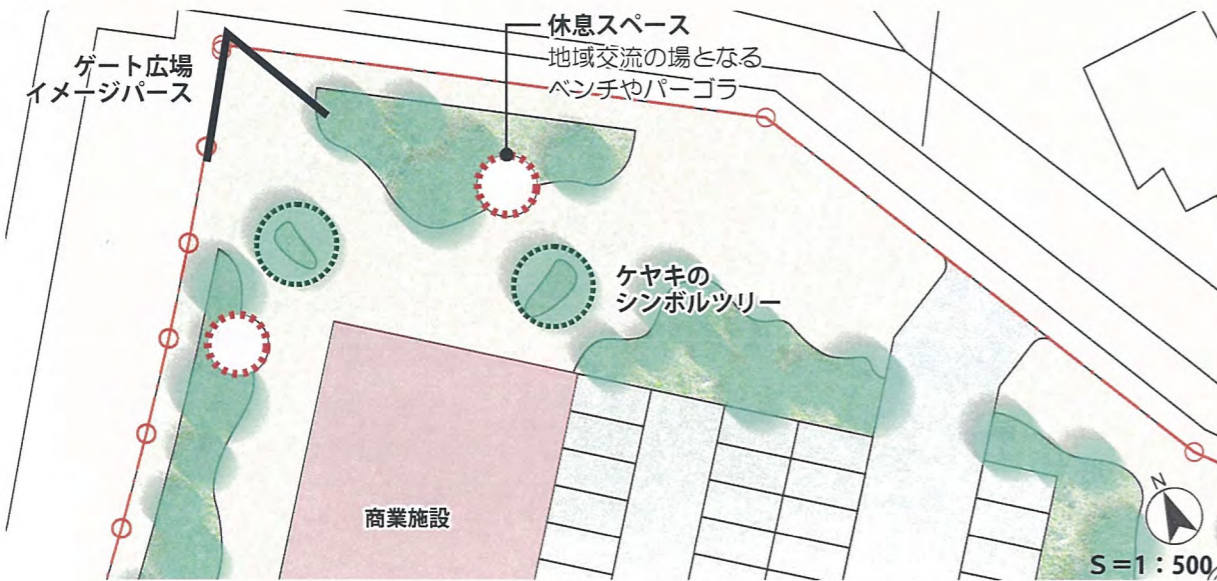 休息スペース
地域交流の場となる
ベンチやパーゴラ
ゲート広場
イメージパース
ケヤキの
シンボルツリー
商業施設
N
S=1：500